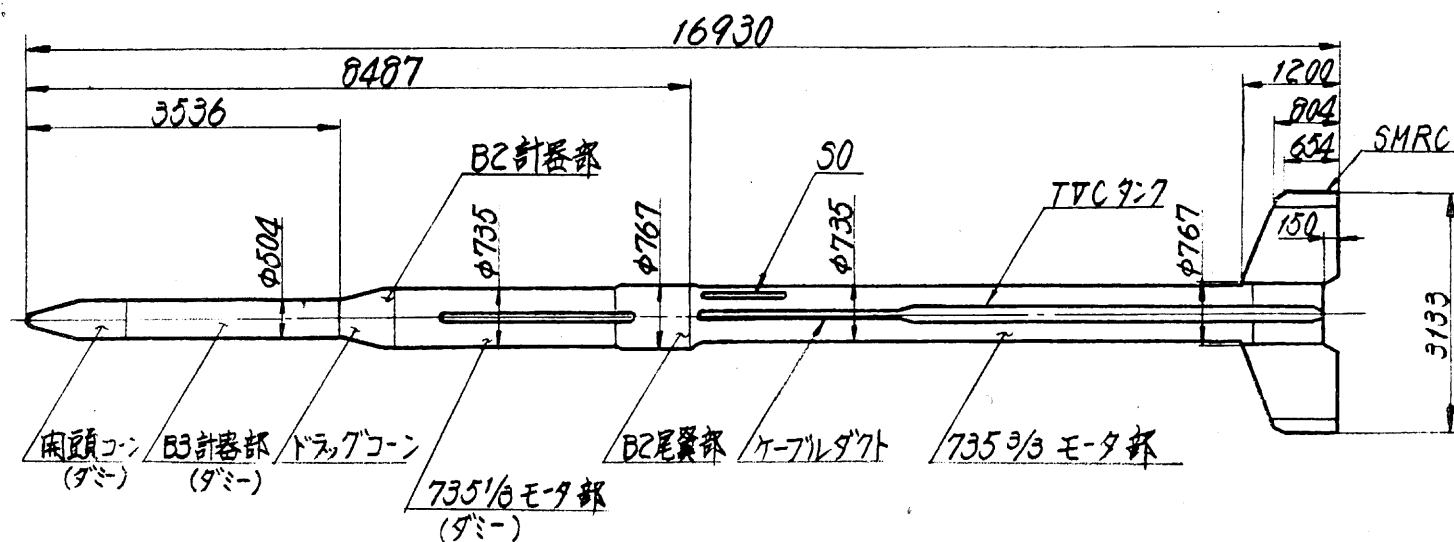 16930
8487
1200
3536
804
654
SMRC
B2計器部
SO
TVCタンク
150
φ504
φ735
φ767
φ735
φ767
3133
開頭コーン
(ダミー)
B3計器部
(ダミー)
ドラッグコーン
735 1/3 モータ部
(ダミー)
B2尾翼部
ケーブルダクト
735 3/3 モータ部